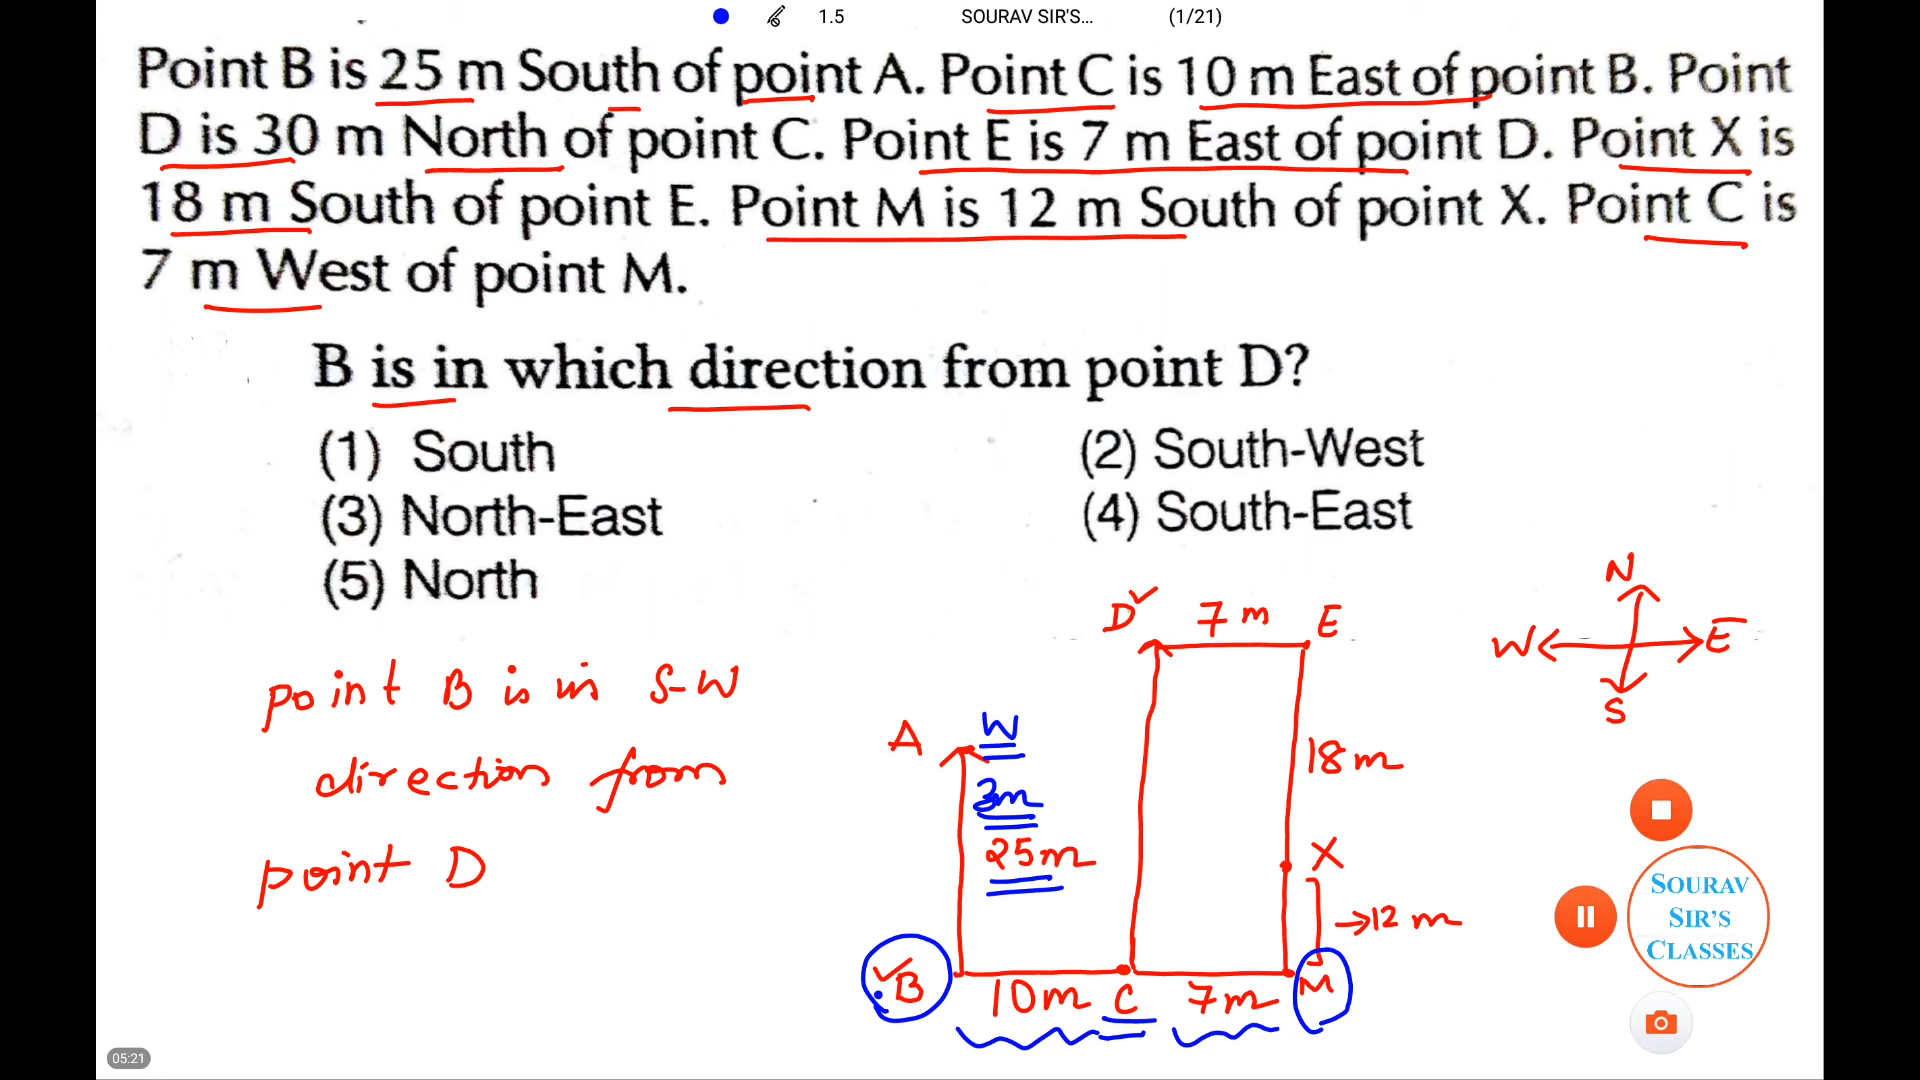 1.5 SOURAV SIR'S... (1/21)
Point B is 25 m South of point A. Point C is 10 m East of point B. Point
D is 30 m North of point C. Point E is 7 m East of point D. Point X is
18 m South of point E. Point M is 12 m South of point X. Point C is
7 m West of point M.
B is in which direction from point D?
(1) South
(2) South-West
(3) North-East
(4) South-East
(5) North
point B is in S-W
direction from
point D
D 7 m E
N
W E
S
A W
3m
25m
18m
X
12 m
B 10m C 7m M
SOURAV
SIR'S
CLASSES
05:21